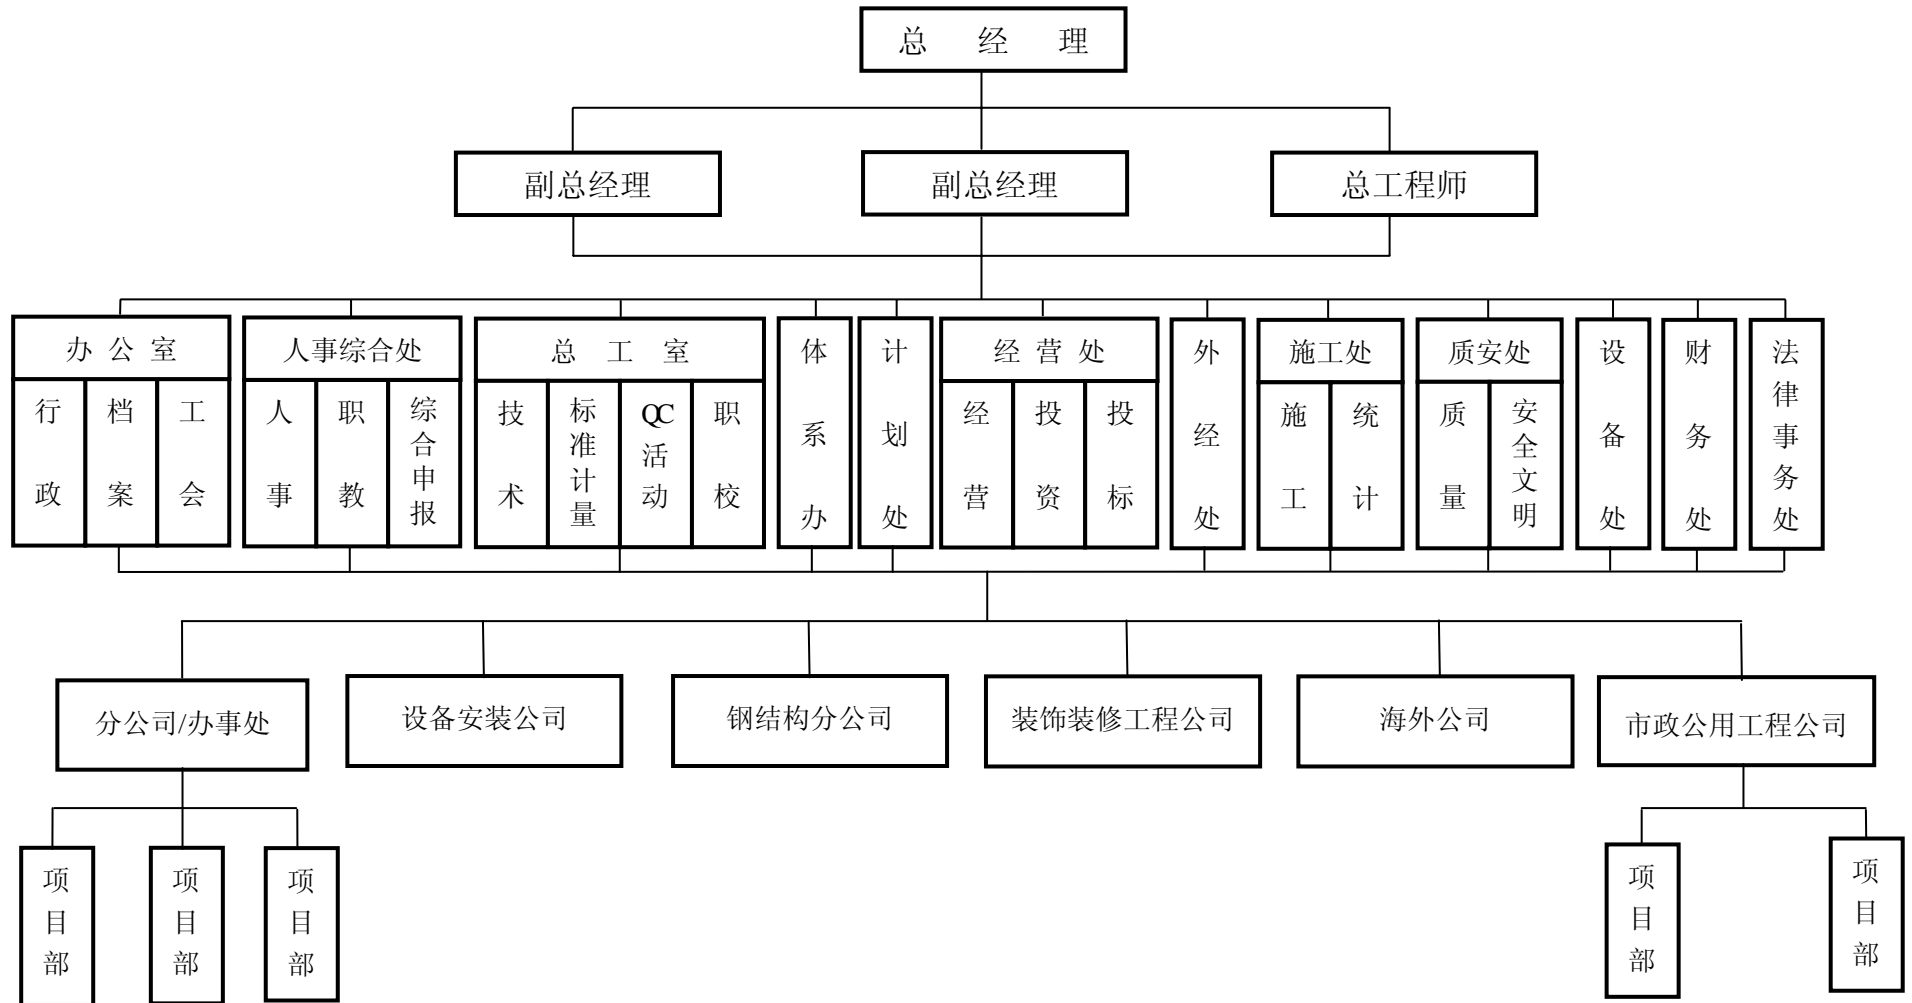 总 经 理
副总经理
副总经理
总工程师
办公室
行政
档案
工会
人事综合处
人事
职教
综合申报
总工室
技术
标准计量
QC活动
职校
体系办
计划处
经营处
经营
投资
投标
外经处
施工处
施工
统计
质安处
质量
安全文明
设备处
财务处
法律事务处
分公司/办事处
设备安装公司
钢结构分公司
装饰装修工程公司
海外公司
市政公用工程公司
项目部
项目部
项目部
项目部
项目部